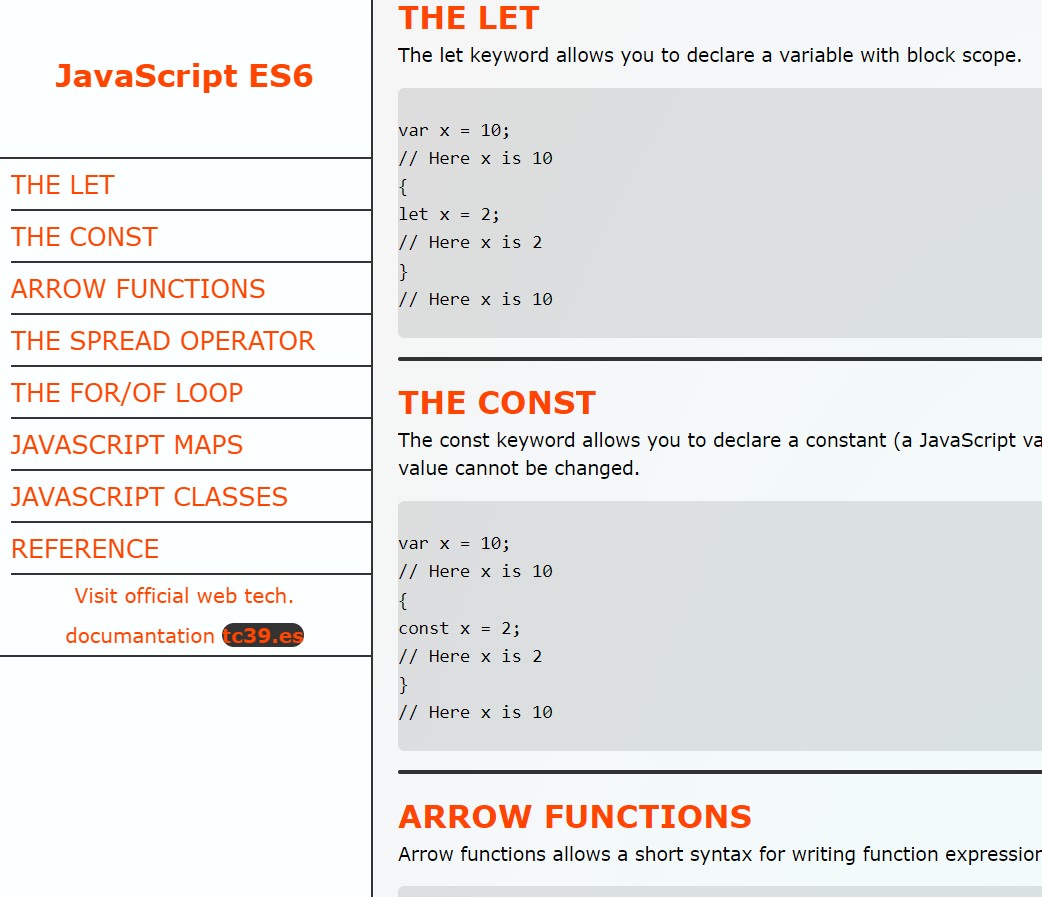 JavaScript ES6
THE LET
THE CONST
ARROW FUNCTIONS
THE SPREAD OPERATOR
THE FOR/OF LOOP
JAVASCRIPT MAPS
JAVASCRIPT CLASSES
REFERENCE
Visit official web tech.
documantation tc39.es
THE LET
The let keyword allows you to declare a variable with block scope.
var x = 10;
// Here x is 10
{
let x = 2;
// Here x is 2
}
// Here x is 10
THE CONST
The const keyword allows you to declare a constant (a JavaScript va
value cannot be changed.
var x = 10;
// Here x is 10
{
const x = 2;
// Here x is 2
}
// Here x is 10
ARROW FUNCTIONS
Arrow functions allows a short syntax for writing function expression